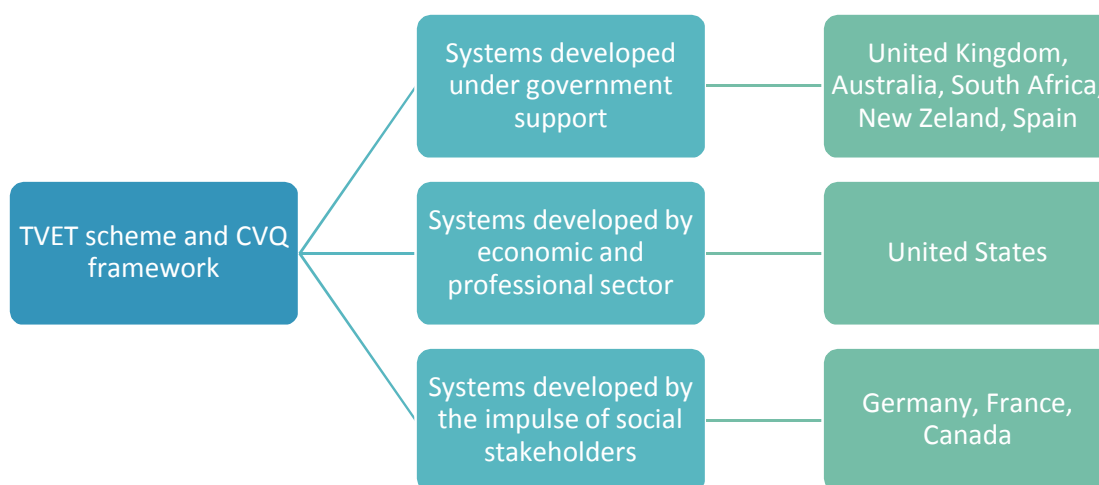 Systems developed
under government
support
United Kingdom,
Australia, South Africa,
New Zeland, Spain
TVET scheme and CVQ
framework
Systems developed by
economic and
professional sector
United States
Systems developed by
the impulse of social
stakeholders
Germany, France,
Canada